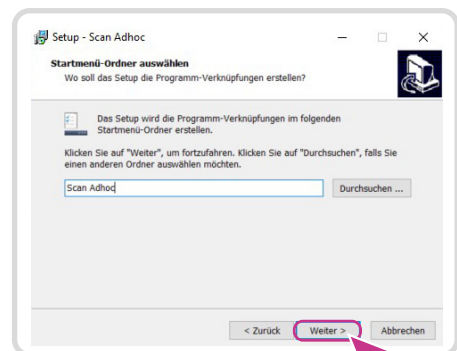 Setup - Scan Adhoc
Startmenü-Ordner auswählen
Wo soll das Setup die Programm-Verknüpfungen erstellen?
Das Setup wird die Programm-Verknüpfungen im folgenden
Startmenü-Ordner erstellen.
Klicken Sie auf "Weiter", um fortzufahren. Klicken Sie auf "Durchsuchen", falls Sie
einen anderen Ordner auswählen möchten.
Scan Adhoc
Durchsuchen ...
< Zurück
Weiter >
Abbrechen